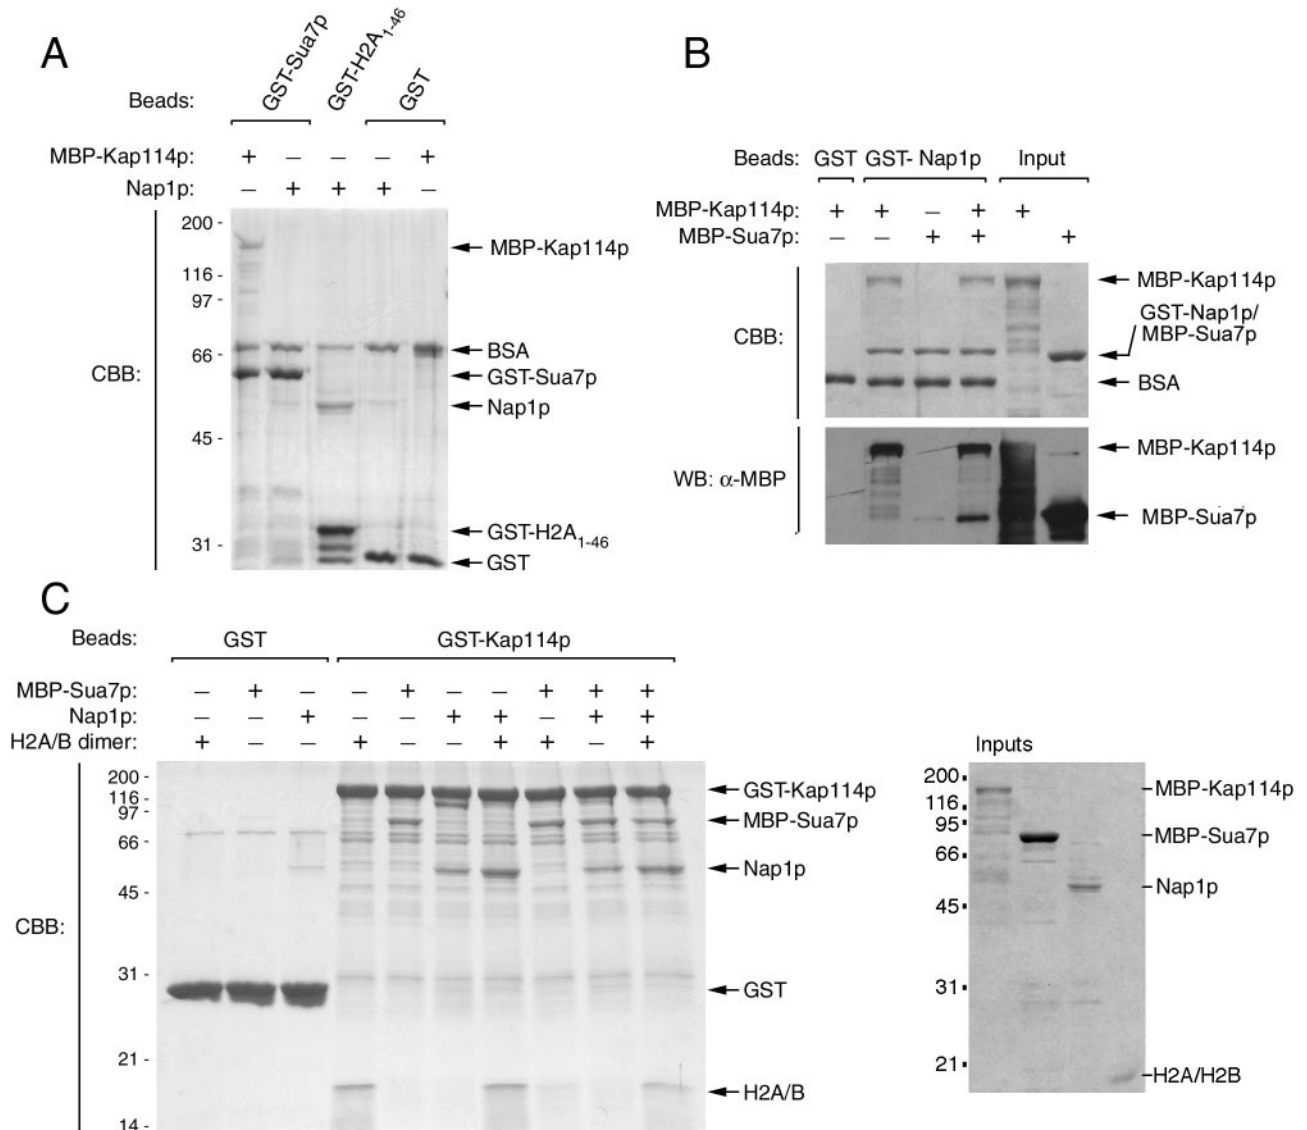 A
Beads:
GST-Sua7p
GST-H2A1-46
GST
MBP-Kap114p: + – – – +
Nap1p: – + + + –
CBB:
200 -
116 -
97 -
66 -
45 -
31 -
MBP-Kap114p
BSA
GST-Sua7p
Nap1p
GST-H2A1-46
GST
B
Beads: GST GST- Nap1p Input
MBP-Kap114p: + + – + +
MBP-Sua7p: – – + + +
CBB:
MBP-Kap114p
GST-Nap1p/
MBP-Sua7p
BSA
WB: α-MBP
MBP-Kap114p
MBP-Sua7p
C
Beads: GST GST-Kap114p
MBP-Sua7p: – + – – + – – + + +
Nap1p: – – + – – + + – + +
H2A/B dimer: + – – + – – + + – +
CBB:
200 -
116 -
97 -
66 -
45 -
31 -
21 -
14 -
GST-Kap114p
MBP-Sua7p
Nap1p
GST
H2A/B
Inputs
200
116
95
66
45
31
21
MBP-Kap114p
MBP-Sua7p
Nap1p
H2A/H2B